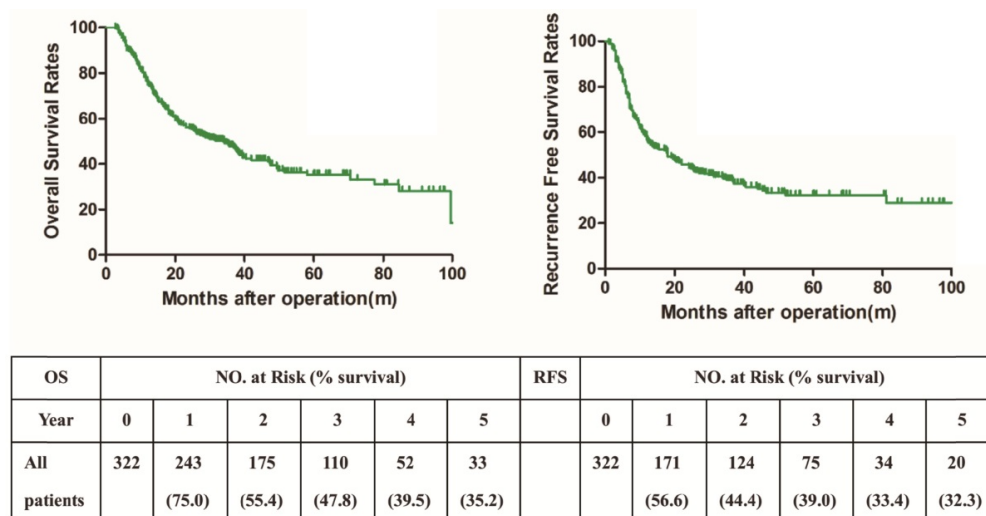 Overall Survival Rates
100
80
60
40
20
0
0 20 40 60 80 100
Months after operation(m)
Recurrence Free Survival Rates
100
80
60
40
20
0
0 20 40 60 80 100
Months after operation(m)
OS NO. at Risk (% survival) RFS NO. at Risk (% survival)
Year 0 1 2 3 4 5 0 1 2 3 4 5
All 322 243 175 110 52 33 322 171 124 75 34 20
patients (75.0) (55.4) (47.8) (39.5) (35.2) (56.6) (44.4) (39.0) (33.4) (32.3)